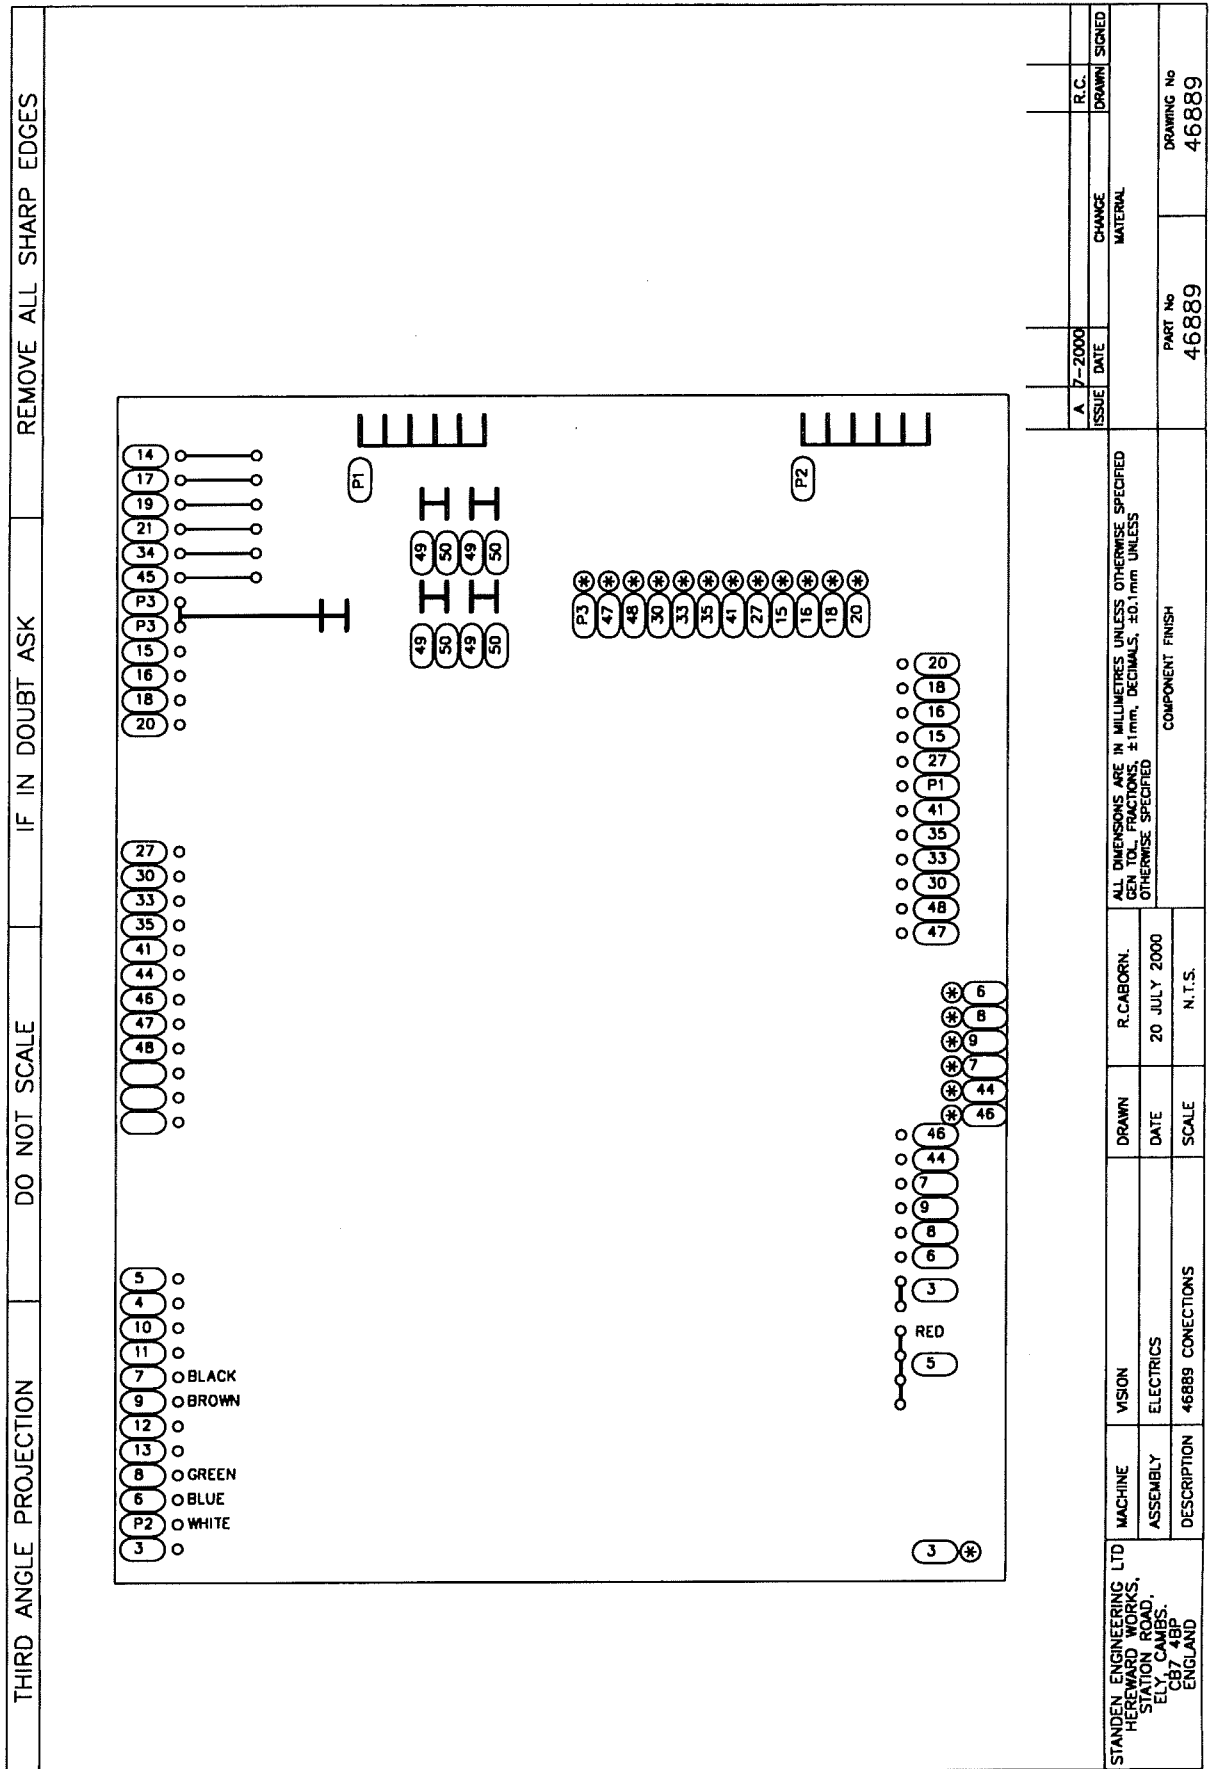 THIRD ANGLE PROJECTION
DO NOT SCALE
IF IN DOUBT ASK
REMOVE ALL SHARP EDGES
14
17
19
21
34
45
P3
P3
15
16
18
20
27
30
33
35
41
44
46
47
48
5
4
10
11
7 BLACK
9 BROWN
12
13
8 GREEN
6 BLUE
P2 WHITE
3
P1
49
50
49
50
49
50
49
50
P2
P3 *
47 *
48 *
30 *
33 *
35 *
41 *
27 *
15 *
16 *
18 *
20 *
20
18
16
15
27
P1
41
35
33
30
48
47
* 6
* 8
* 9
* 7
* 44
* 46
46
44
7
9
8
6
3
RED
5
3 *
A 7-2000 R.C.
ISSUE DATE CHANGE DRAWN SIGNED
STANDEN ENGINEERING LTD
HEREWARD WORKS,
STATION ROAD,
ELY, CAMBS.
CB7 4BP
ENGLAND
MACHINE VISION
ASSEMBLY ELECTRICS
DESCRIPTION 46889 CONECTIONS
DRAWN R.CABORN.
DATE 20 JULY 2000
SCALE N.T.S.
ALL DIMENSIONS ARE IN MILLIMETRES UNLESS OTHERWISE SPECIFIED
GEN TOL, FRACTIONS, ±1mm, DECIMALS, ±0.1mm UNLESS
OTHERWISE SPECIFIED
COMPONENT FINISH
MATERIAL
PART No
46889
DRAWING No
46889